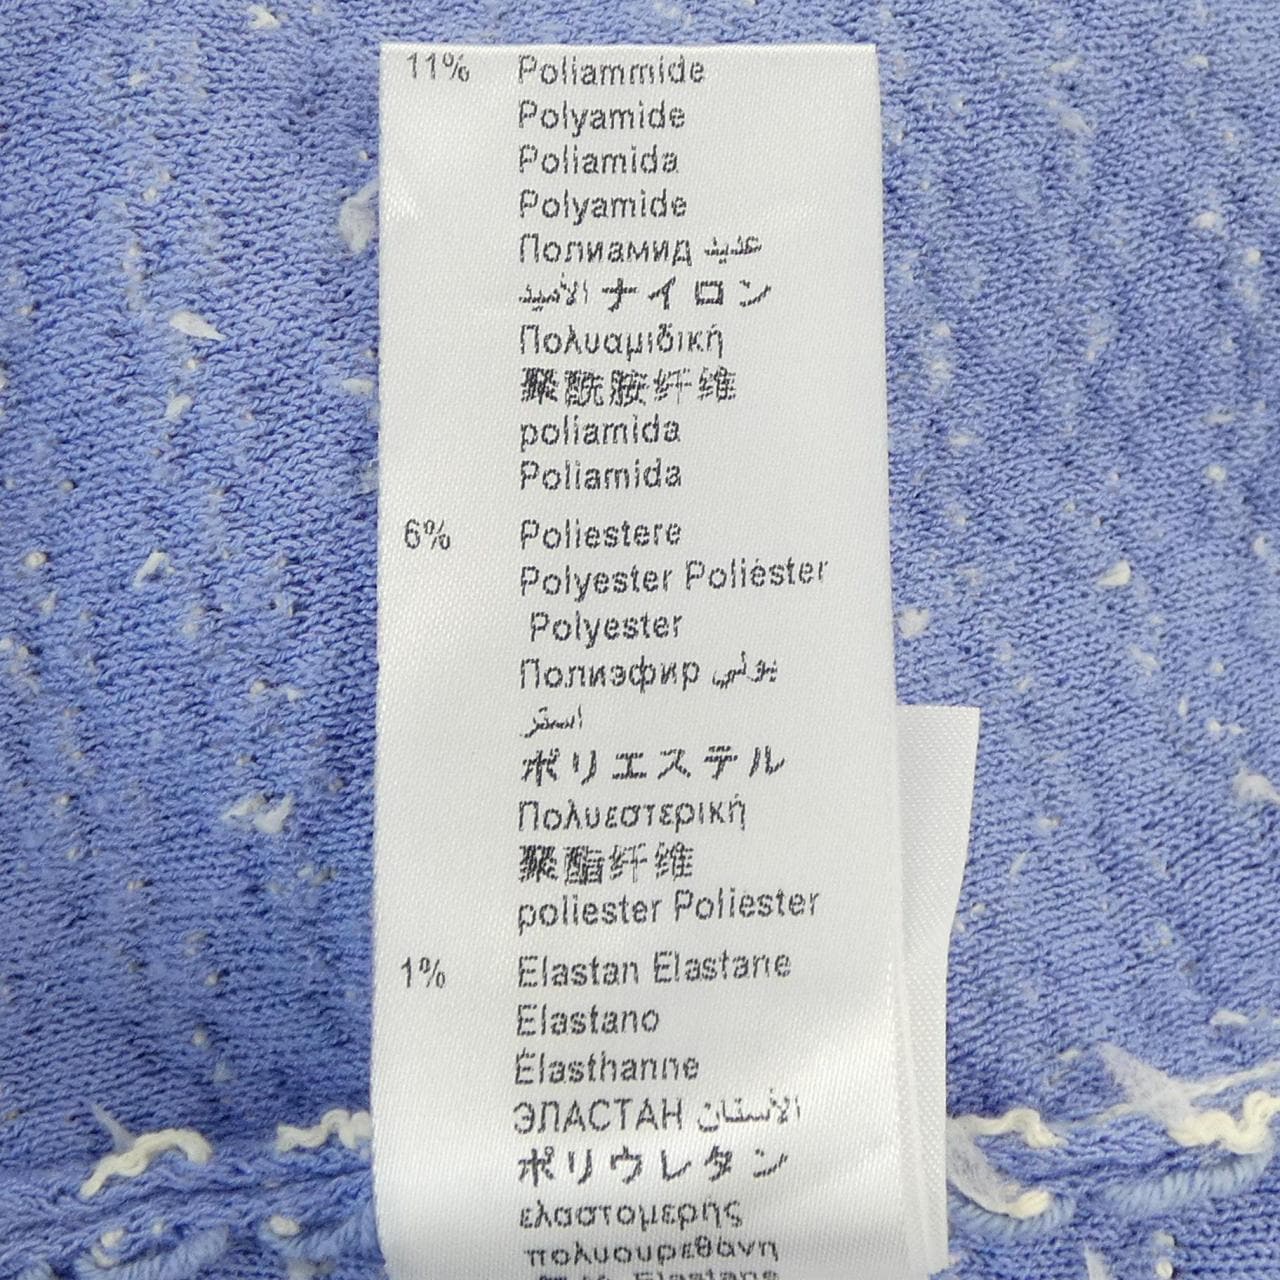 11% Poliammide
Polyamide
Poliamida
Polyamide
Полиамид عديد
الأميد ナイロン
Πολυαμιδική
聚酰胺纤维
poliamida
Poliamida
6% Poliestere
Polyester Poliéster
Polyester
Полиэфир بولي
استر
ポリエステル
Πολυεστερική
聚酯纤维
poliester Poliéster
1% Elastan Elastane
Elastano
Élasthanne
ЭЛАСТАН الأستان
ポリウレタン
ελαστομερής
πολυουρεθάνη
Elastane